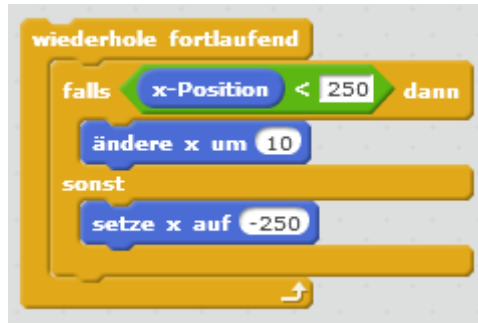 wiederhole fortlaufend
falls x-Position < 250 dann
ändere x um 10
sonst
setze x auf -250